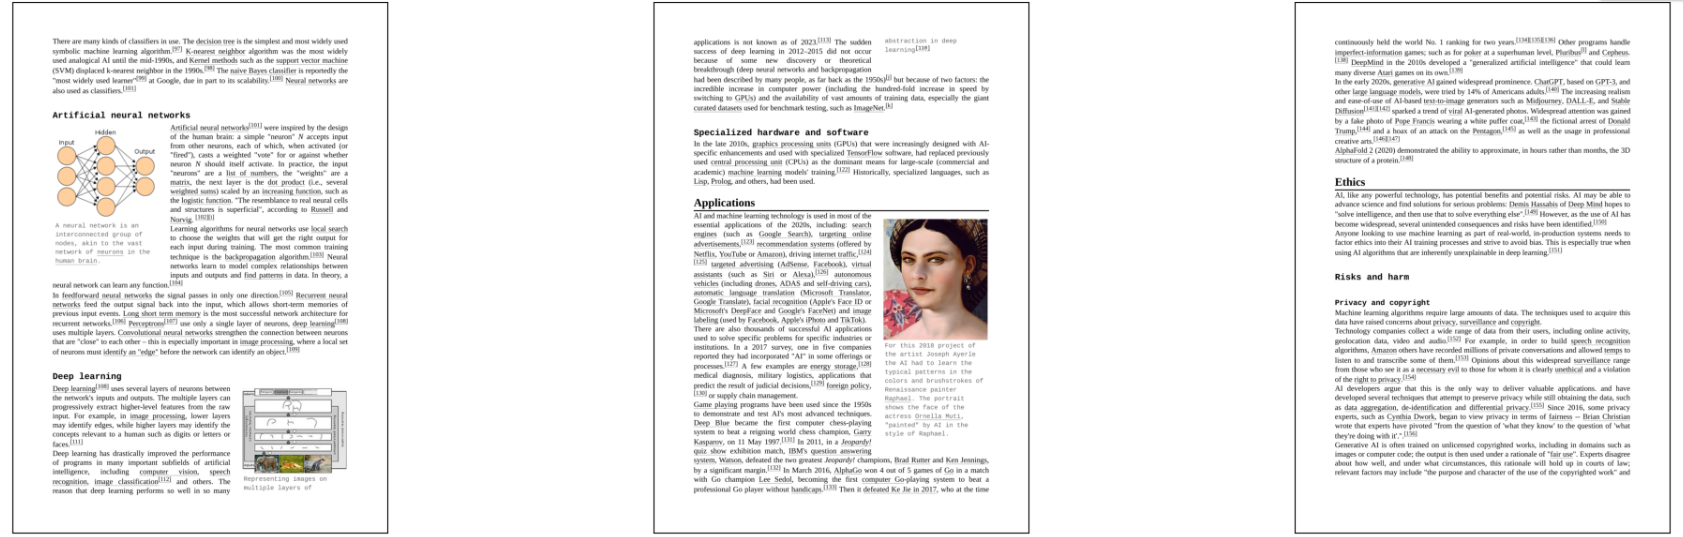 There are many kinds of classifiers in use. The decision tree is the simplest and most widely used
symbolic machine learning algorithm.[97] K-nearest neighbor algorithm was the most widely
used analogical AI until the mid-1990s, and Kernel methods such as the support vector machine
(SVM) displaced k-nearest neighbor in the 1990s.[98] The naive Bayes classifier is reportedly the
"most widely used learner"[99] at Google, due in part to its scalability.[100] Neural networks are
also used as classifiers.[101]
Artificial neural networks
Input
Hidden
Output
A neural network is an
interconnected group of
nodes, akin to the vast
network of neurons in the
human brain.
Artificial neural networks[101] were inspired by the design
of the human brain: a simple "neuron" N accepts input
from other neurons, each of which, when activated (or
"fired"), casts a weighted "vote" for or against whether
neuron N should itself activate. In practice, the input
"neurons" are a list of numbers, the "weights" are a
matrix, the next layer is the dot product (i.e., several
weighted sums) scaled by an increasing function, such as
the logistic function. "The resemblance to real neural cells
and structures is superficial", according to Russell and
Norvig. [102][i]
Learning algorithms for neural networks use local search
to choose the weights that will get the right output for
each input during training. The most common training
technique is the backpropagation algorithm.[103] Neural
networks learn to model complex relationships between
inputs and outputs and find patterns in data. In theory, a
neural network can learn any function.[104]
In feedforward neural networks the signal passes in only one direction.[105] Recurrent neural
networks feed the output signal back into the input, which allows short-term memories of
previous input events. Long short term memory is the most successful network architecture for
recurrent networks.[106] Perceptrons[107] use only a single layer of neurons, deep learning[108]
uses multiple layers. Convolutional neural networks strengthen the connection between neurons
that are "close" to each other – this is especially important in image processing, where a local set
of neurons must identify an "edge" before the network can identify an object.[109]
Deep learning
Deep learning[108] uses several layers of neurons between
the network's inputs and outputs. The multiple layers can
progressively extract higher-level features from the raw
input. For example, in image processing, lower layers
may identify edges, while higher layers may identify the
concepts relevant to a human such as digits or letters or
faces.[111]
Deep learning has drastically improved the performance
of programs in many important subfields of artificial
intelligence, including computer vision, speech
recognition, image classification[112] and others. The
reason that deep learning performs so well in so many
Representing images on
multiple layers of
applications is not known as of 2023.[113] The sudden
success of deep learning in 2012–2015 did not occur
because of some new discovery or theoretical
breakthrough (deep neural networks and backpropagation
had been described by many people, as far back as the 1950s)[j] but because of two factors: the
incredible increase in computer power (including the hundred-fold increase in speed by
switching to GPUs) and the availability of vast amounts of training data, especially the giant
curated datasets used for benchmark testing, such as ImageNet.[k]
abstraction in deep
learning[110]
Specialized hardware and software
In the late 2010s, graphics processing units (GPUs) that were increasingly designed with AI-
specific enhancements and used with specialized TensorFlow software, had replaced previously
used central processing unit (CPUs) as the dominant means for large-scale (commercial and
academic) machine learning models' training.[122] Historically, specialized languages, such as
Lisp, Prolog, and others, had been used.
Applications
AI and machine learning technology is used in most of the
essential applications of the 2020s, including: search
engines (such as Google Search), targeting online
advertisements,[123] recommendation systems (offered by
Netflix, YouTube or Amazon), driving internet traffic,[124]
[125] targeted advertising (AdSense, Facebook), virtual
assistants (such as Siri or Alexa),[126] autonomous
vehicles (including drones, ADAS and self-driving cars),
automatic language translation (Microsoft Translator,
Google Translate), facial recognition (Apple's Face ID or
Microsoft's DeepFace and Google's FaceNet) and image
labeling (used by Facebook, Apple's iPhoto and TikTok).
There are also thousands of successful AI applications
used to solve specific problems for specific industries or
institutions. In a 2017 survey, one in five companies
reported they had incorporated "AI" in some offerings or
processes.[127] A few examples are energy storage,[128]
medical diagnosis, military logistics, applications that
predict the result of judicial decisions,[129] foreign policy,
[130] or supply chain management.
Game playing programs have been used since the 1950s
to demonstrate and test AI's most advanced techniques.
Deep Blue became the first computer chess-playing
system to beat a reigning world chess champion, Garry
Kasparov, on 11 May 1997.[131] In 2011, in a Jeopardy!
quiz show exhibition match, IBM's question answering
system, Watson, defeated the two greatest Jeopardy! champions, Brad Rutter and Ken Jennings,
by a significant margin.[132] In March 2016, AlphaGo won 4 out of 5 games of Go in a match
with Go champion Lee Sedol, becoming the first computer Go-playing system to beat a
professional Go player without handicaps.[133] Then it defeated Ke Jie in 2017, who at the time
For this 2018 project of
the artist Joseph Ayerle
the AI had to learn the
typical patterns in the
colors and brushstrokes of
Renaissance painter
Raphael. The portrait
shows the face of the
actress Ornella Muti,
"painted" by AI in the
style of Raphael.
continuously held the world No. 1 ranking for two years.[134][135][136] Other programs handle
imperfect-information games; such as for poker at a superhuman level, Pluribus[l] and Cepheus.
[138] DeepMind in the 2010s developed a "generalized artificial intelligence" that could learn
many diverse Atari games on its own.[139]
In the early 2020s, generative AI gained widespread prominence. ChatGPT, based on GPT-3, and
other large language models, were tried by 14% of Americans adults.[140] The increasing realism
and ease-of-use of AI-based text-to-image generators such as Midjourney, DALL-E, and Stable
Diffusion[141][142] sparked a trend of viral AI-generated photos. Widespread attention was gained
by a fake photo of Pope Francis wearing a white puffer coat,[143] the fictional arrest of Donald
Trump,[144] and a hoax of an attack on the Pentagon,[145] as well as the usage in professional
creative arts.[146][147]
AlphaFold 2 (2020) demonstrated the ability to approximate, in hours rather than months, the 3D
structure of a protein.[148]
Ethics
AI, like any powerful technology, has potential benefits and potential risks. AI may be able to
advance science and find solutions for serious problems: Demis Hassabis of Deep Mind hopes to
"solve intelligence, and then use that to solve everything else".[149] However, as the use of AI has
become widespread, several unintended consequences and risks have been identified.[150]
Anyone looking to use machine learning as part of real-world, in-production systems needs to
factor ethics into their AI training processes and strive to avoid bias. This is especially true when
using AI algorithms that are inherently unexplainable in deep learning.[151]
Risks and harm
Privacy and copyright
Machine learning algorithms require large amounts of data. The techniques used to acquire this
data have raised concerns about privacy, surveillance and copyright.
Technology companies collect a wide range of data from their users, including online activity,
geolocation data, video and audio.[152] For example, in order to build speech recognition
algorithms, Amazon others have recorded millions of private conversations and allowed temps to
listen to and transcribe some of them.[153] Opinions about this widespread surveillance range
from those who see it as a necessary evil to those for whom it is clearly unethical and a violation
of the right to privacy.[154]
AI developers argue that this is the only way to deliver valuable applications. and have
developed several techniques that attempt to preserve privacy while still obtaining the data, such
as data aggregation, de-identification and differential privacy.[155] Since 2016, some privacy
experts, such as Cynthia Dwork, began to view privacy in terms of fairness -- Brian Christian
wrote that experts have pivoted "from the question of 'what they know' to the question of 'what
they're doing with it'.".[156]
Generative AI is often trained on unlicensed copyrighted works, including in domains such as
images or computer code; the output is then used under a rationale of "fair use". Experts disagree
about how well, and under what circumstances, this rationale will hold up in courts of law;
relevant factors may include "the purpose and character of the use of the copyrighted work" and